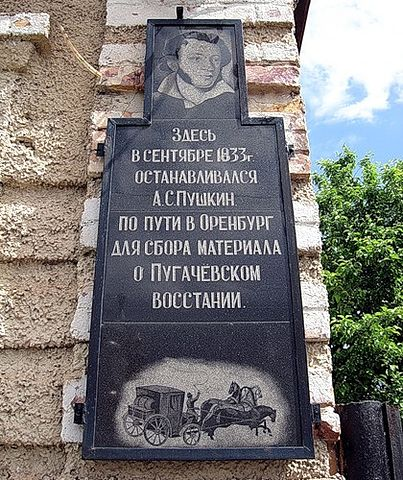 Здесь
в сентябре 1833г.
останавливался
А.С.Пушкин
по пути в Оренбург
для сбора материала
о Пугачёвском
восстании.